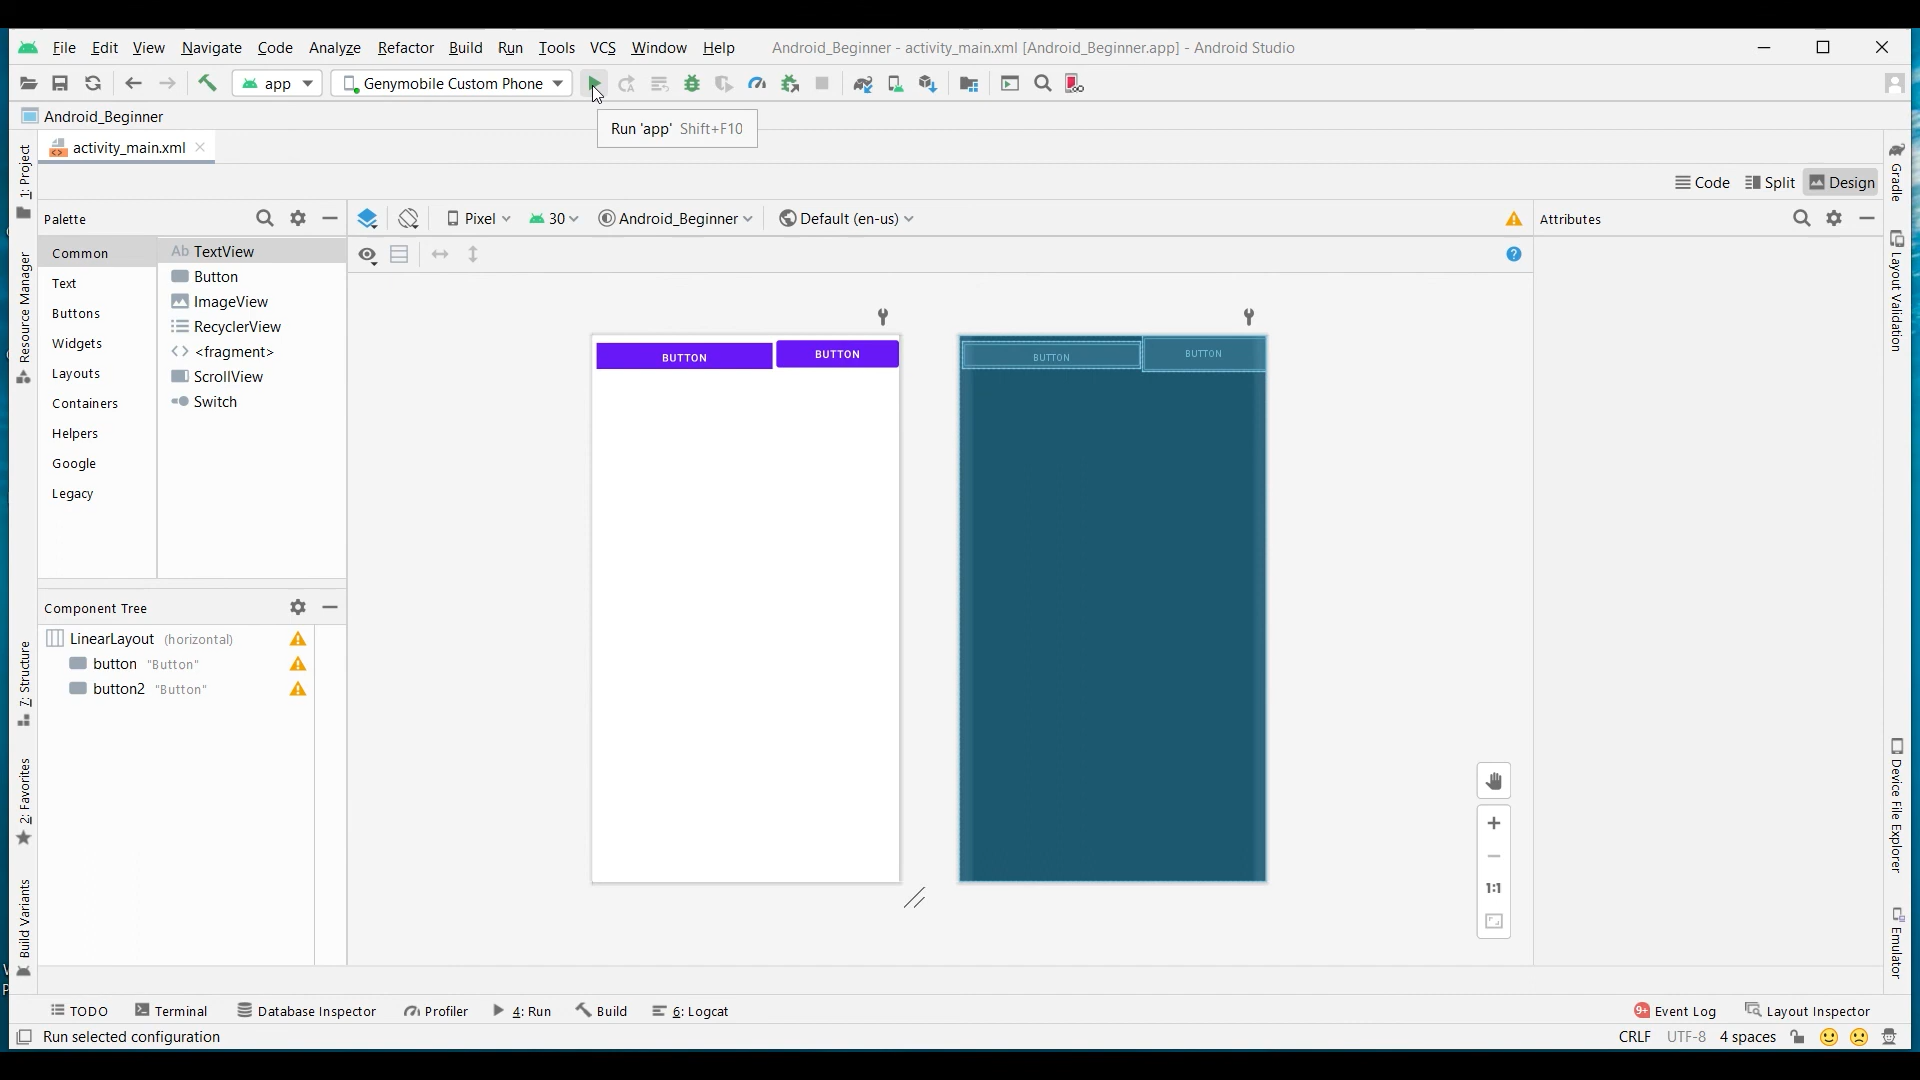 File Edit View Navigate Code Analyze Refactor Build Run Tools VCS Window Help Android_Beginner - activity_main.xml [Android_Beginner.app] - Android Studio
app Genymobile Custom Phone
Android_Beginner
Run 'app' Shift+F10
activity_main.xml
Code Split Design
Palette
Pixel 30 Android_Beginner Default (en-us)
Attributes
Common
Text
Buttons
Widgets
Layouts
Containers
Helpers
Google
Legacy
Ab TextView
Button
ImageView
RecyclerView
<fragment>
ScrollView
Switch
BUTTON BUTTON
BUTTON BUTTON
Component Tree
LinearLayout (horizontal)
button "Button"
button2 "Button"
1:1
1: Project
Resource Manager
7: Structure
2: Favorites
Build Variants
Gradle
Layout Validation
Device File Explorer
Emulator
TODO Terminal Database Inspector Profiler 4: Run Build 6: Logcat 9+ Event Log Layout Inspector
Run selected configuration CRLF UTF-8 4 spaces